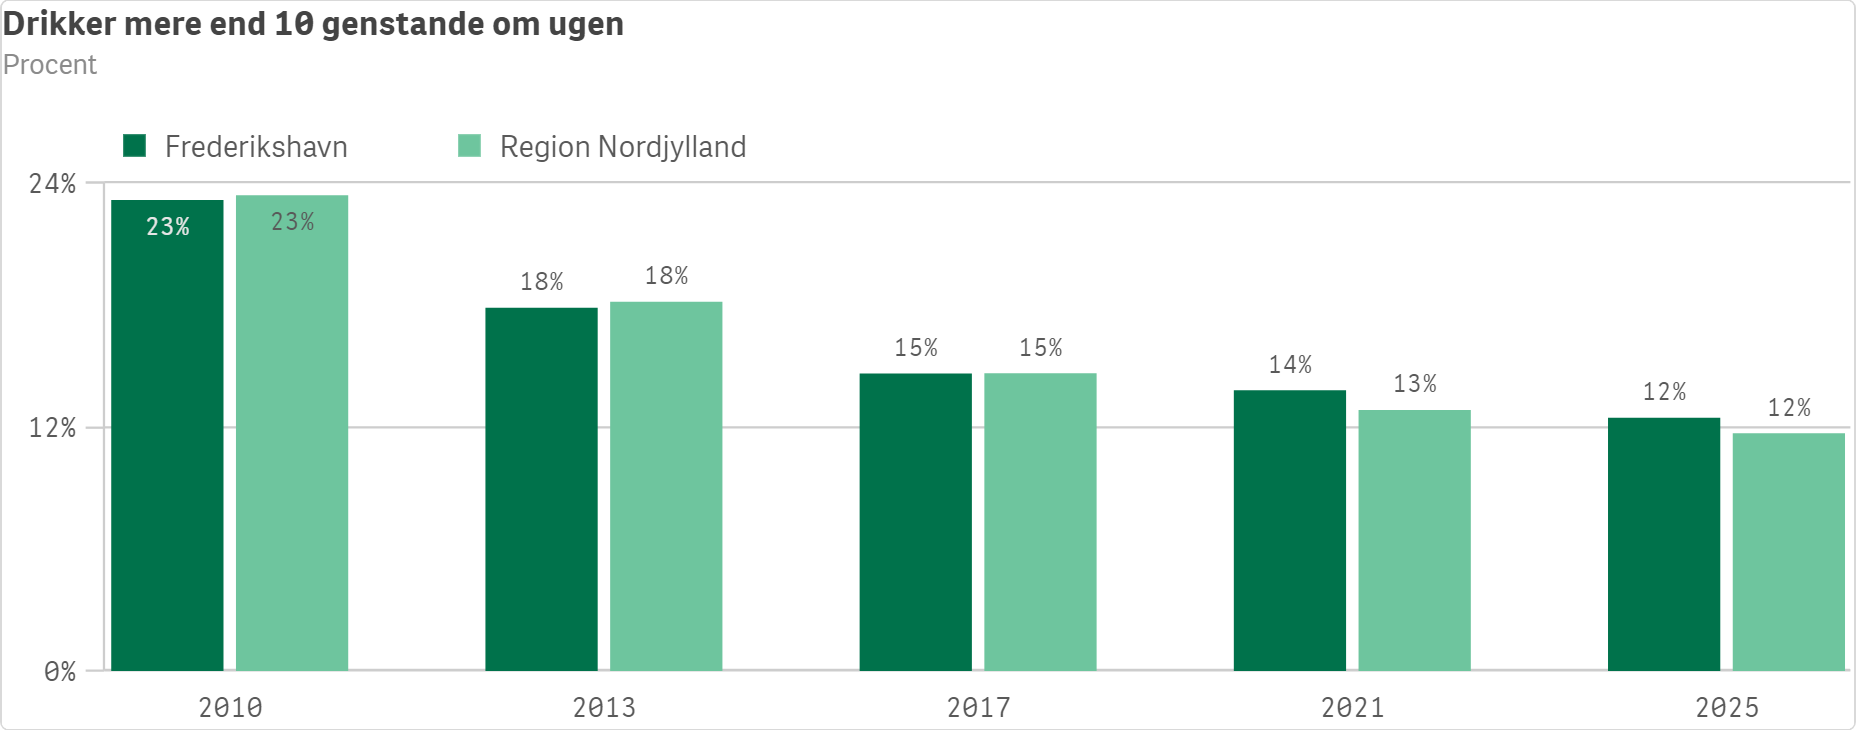 Drikker mere end 10 genstande om ugen
Procent
Frederikshavn Region Nordjylland
24%
23% 23%
18% 18%
15% 15%
14% 13%
12% 12%
12%
0%
2010 2013 2017 2021 2025